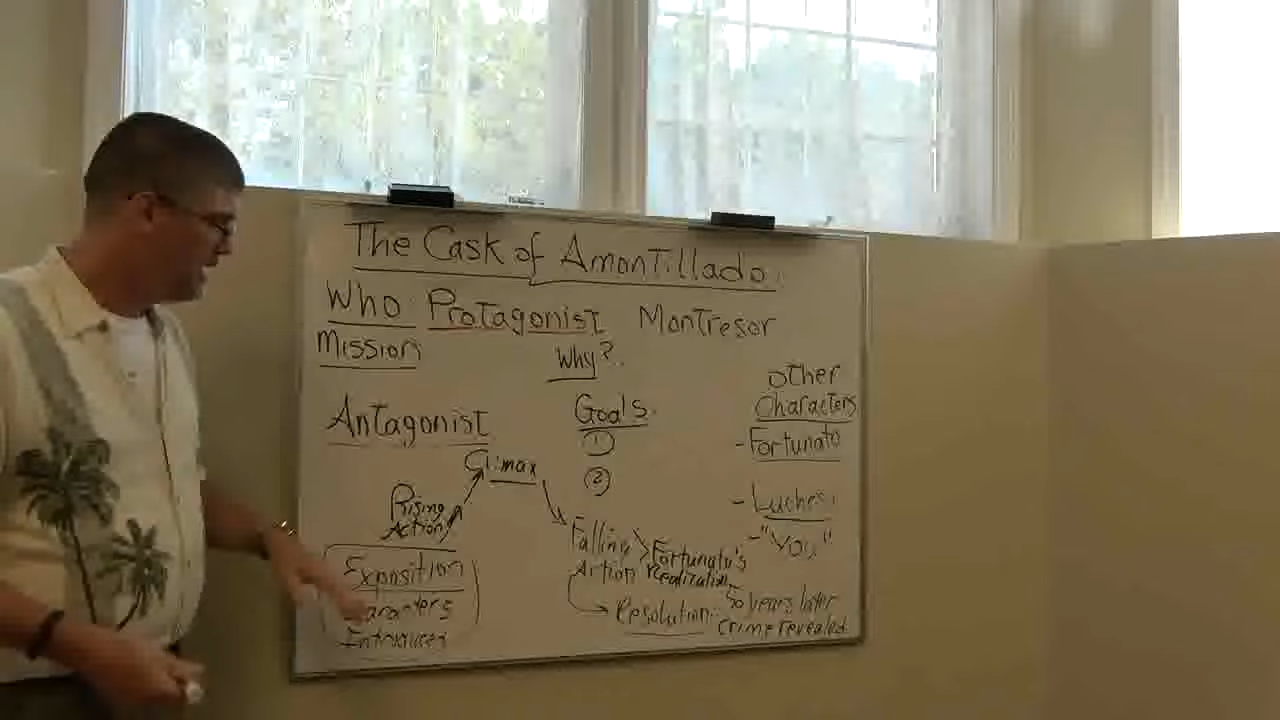 The Cask of Amontillado
Who Protagonist Montresor
Mission Why?
Antagonist
Goals
1
2
Other
Characters
- Fortunato
- Luchesi
- "You"
Climax
Rising
Action
Exposition
Characters
Introduced
Falling
Action
Fortunato's
Realization
Resolution: 50 years later
crime revealed